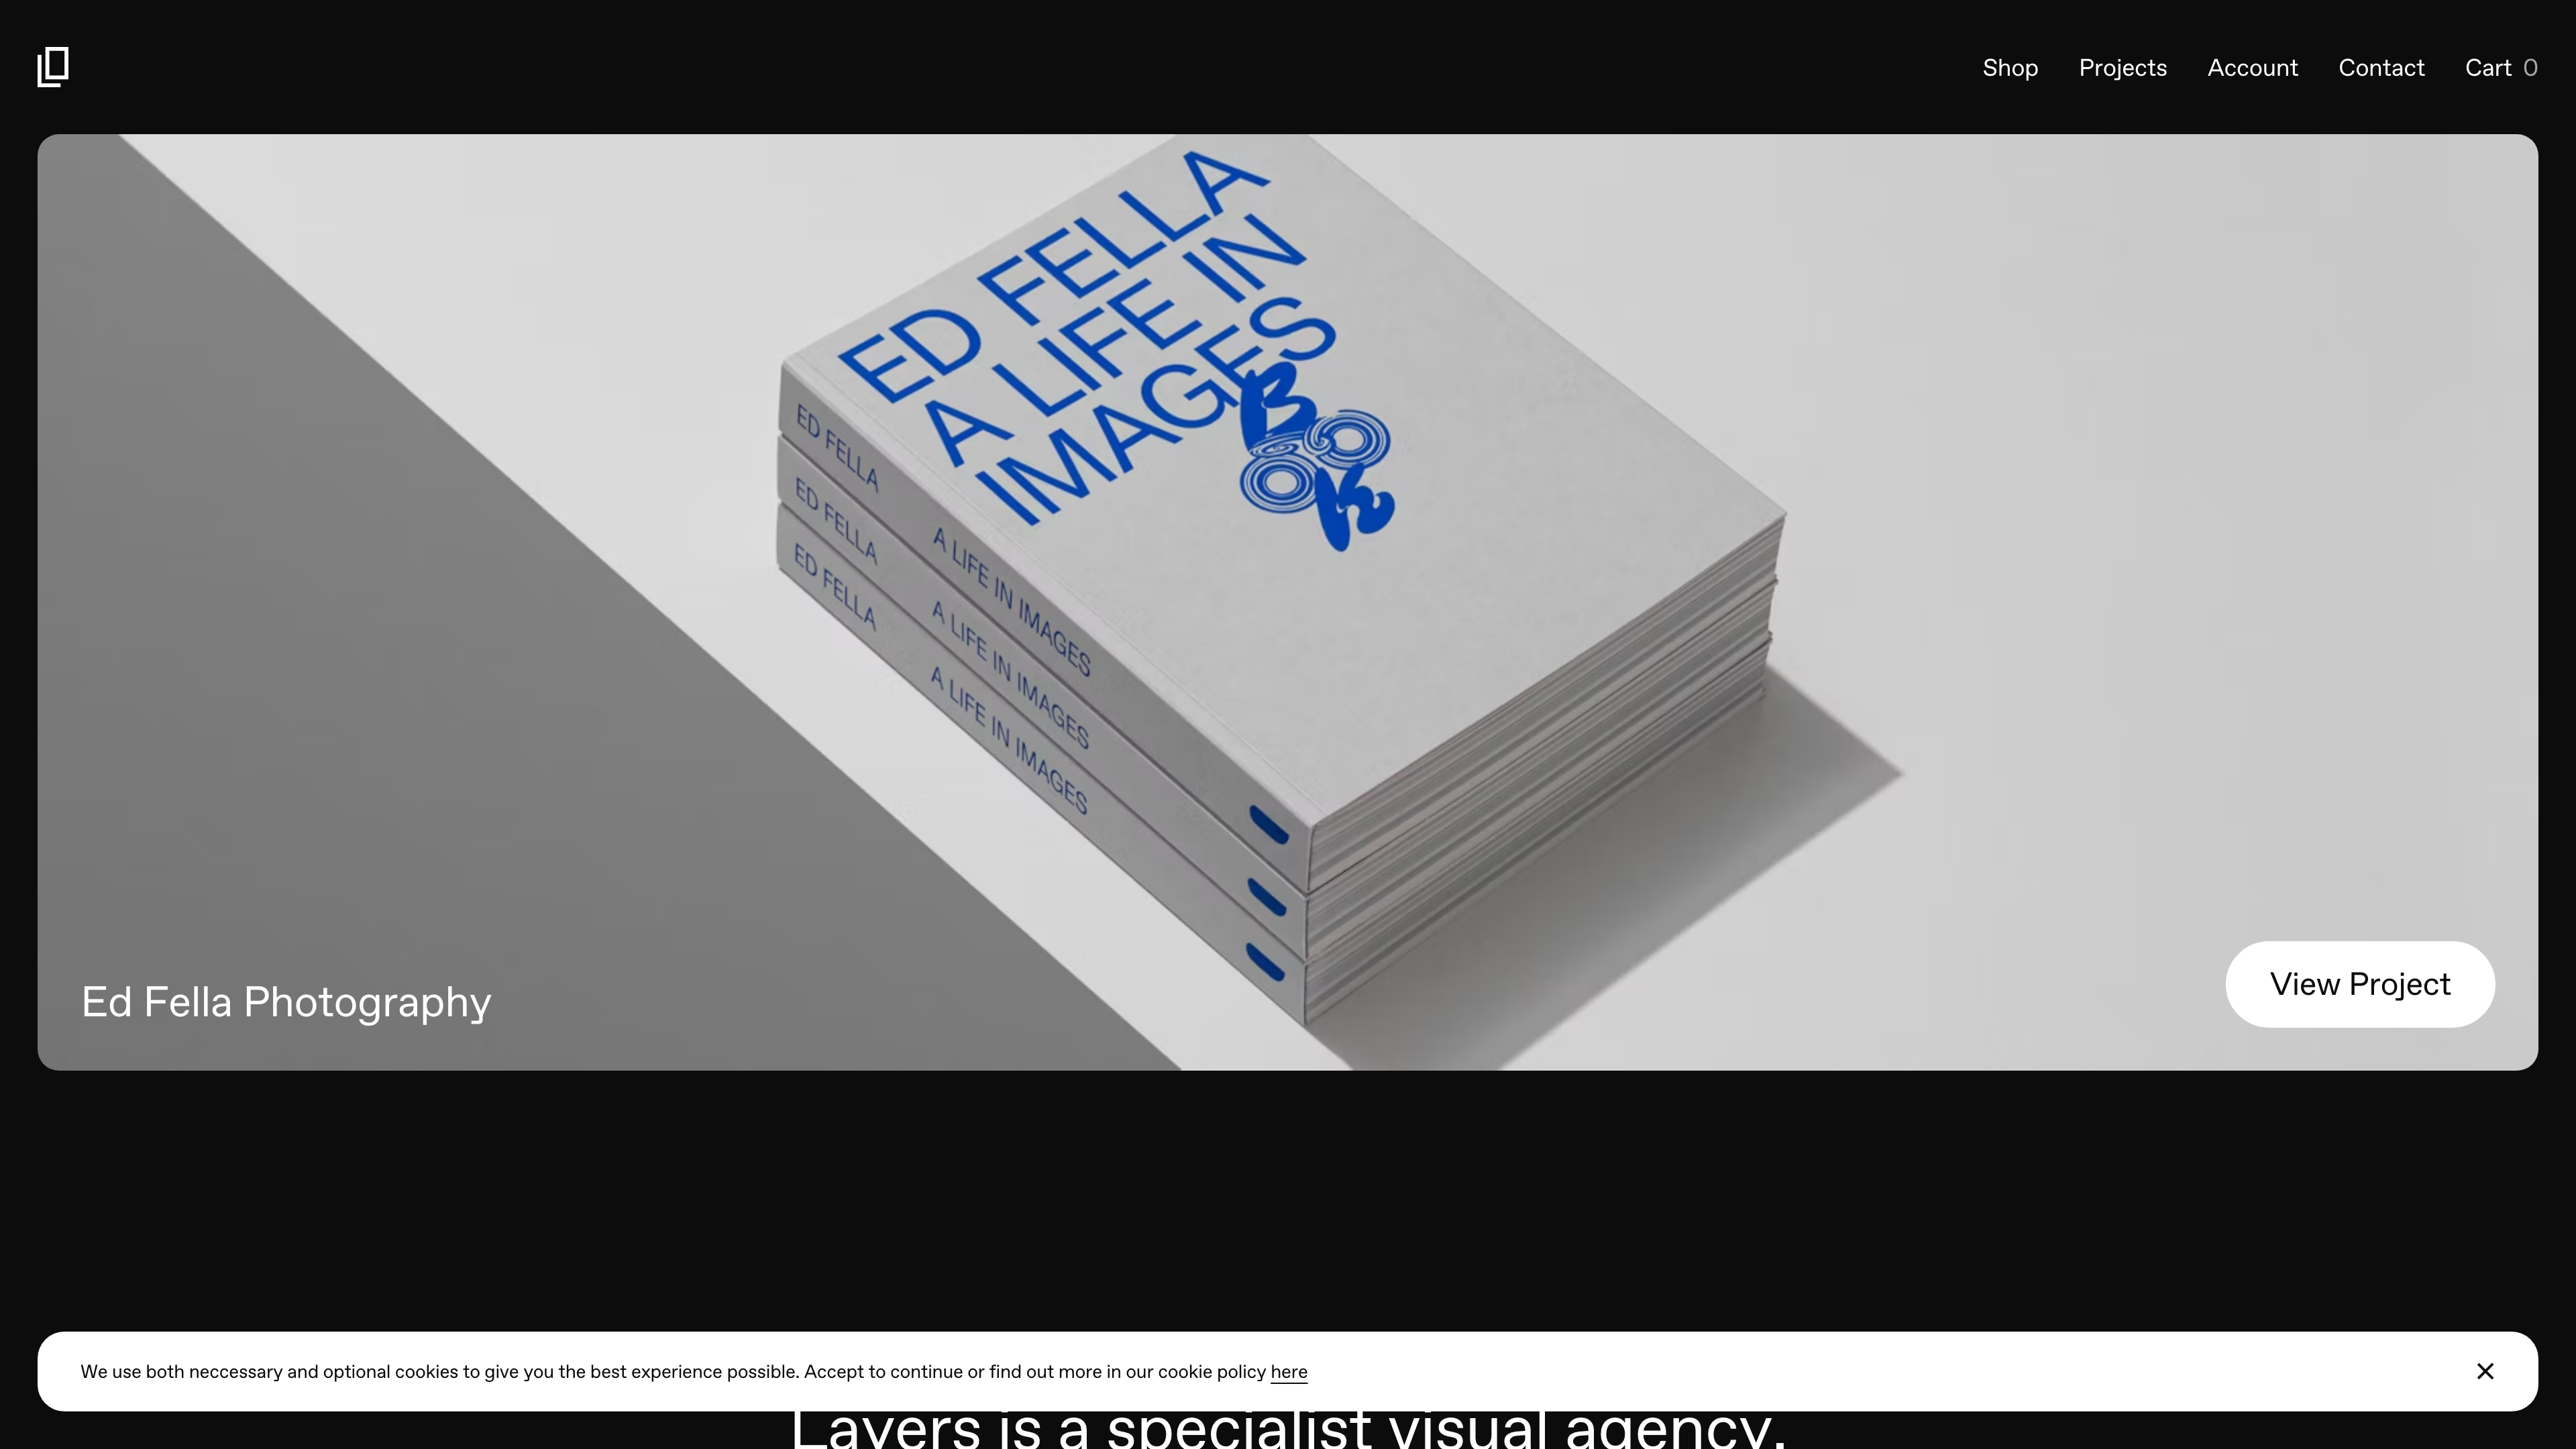 Shop Projects Account Contact Cart 0
ED FELLA
A LIFE IN
IMAGES
BOOK
ED FELLA A LIFE IN IMAGES
ED FELLA A LIFE IN IMAGES
ED FELLA A LIFE IN IMAGES
Ed Fella Photography
View Project
We use both neccessary and optional cookies to give you the best experience possible. Accept to continue or find out more in our cookie policy here
Layers is a specialist visual agency.